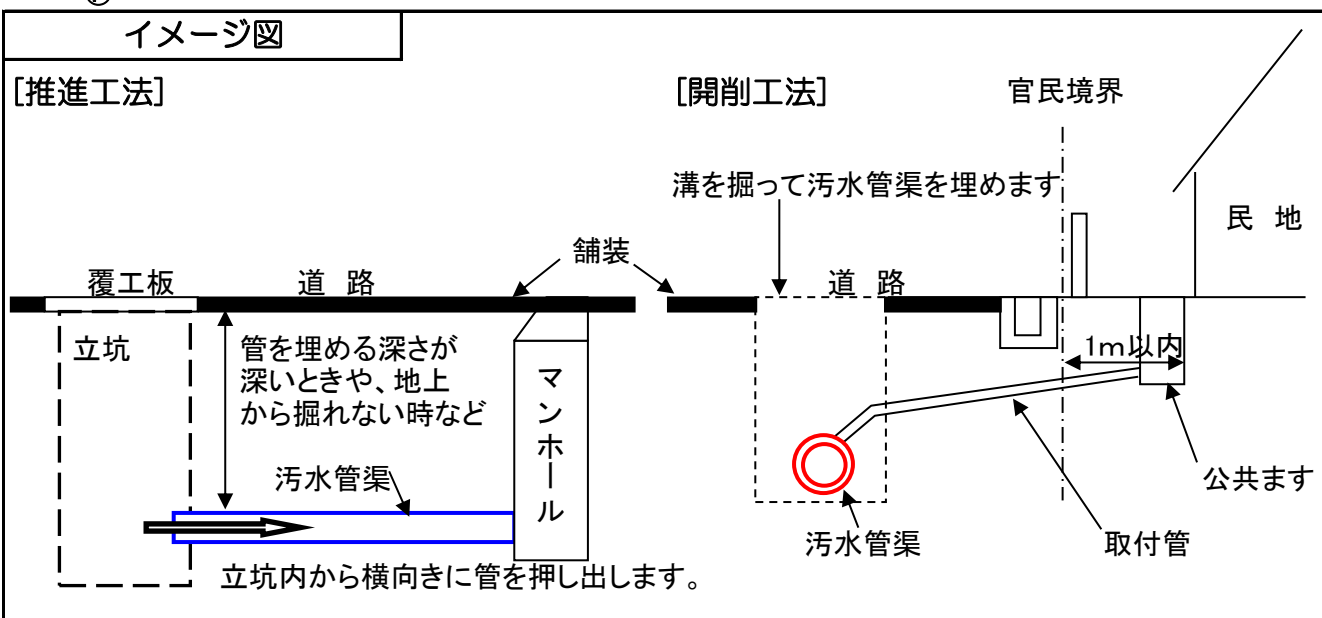 イメージ図
[推進工法]
覆工板
道 路
舗装
立坑
管を埋める深さが
深いときや、地上
から掘れない時など
マンホール
汚水管渠
立坑内から横向きに管を押し出します。
[開削工法]
官民境界
溝を掘って汚水管渠を埋めます
民 地
道 路
1m以内
公共ます
汚水管渠
取付管